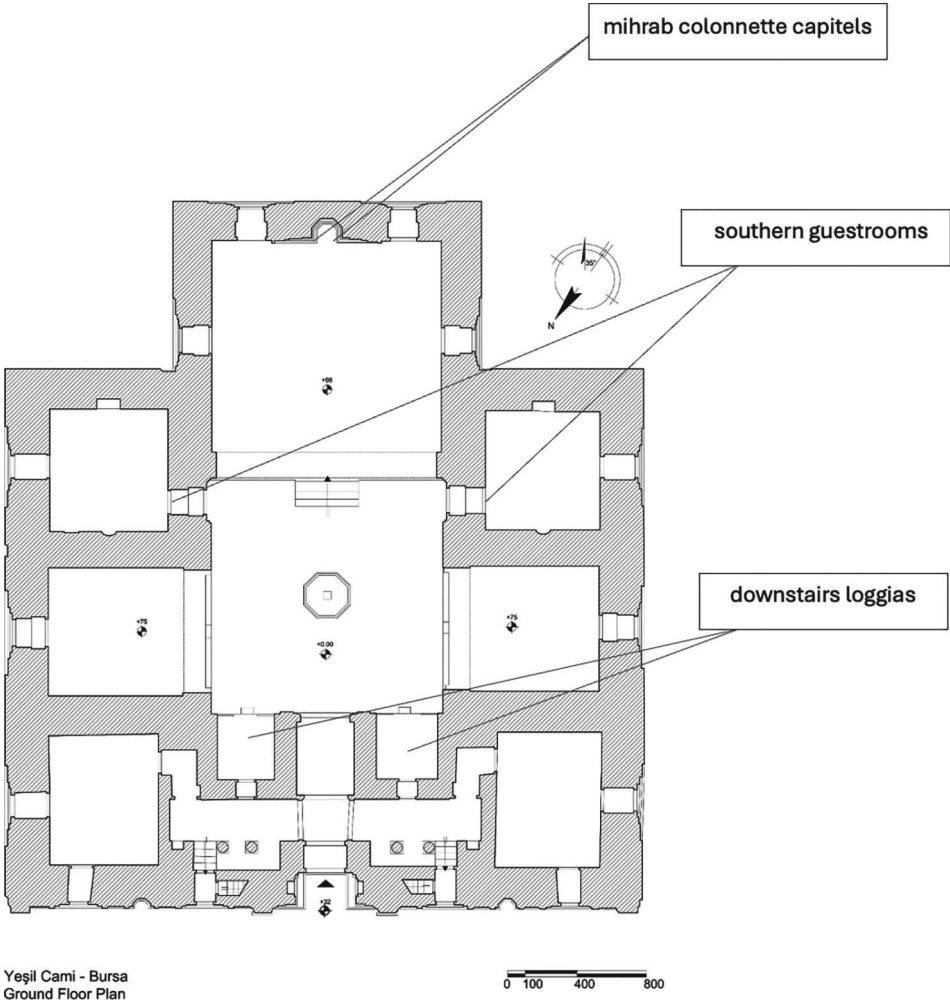 mihrab colonnette capitels
southern guestrooms
35°
N
+98
downstairs loggias
+75
+75
+0.00
+32
Yeşil Cami - Bursa
Ground Floor Plan
0 100 400 800